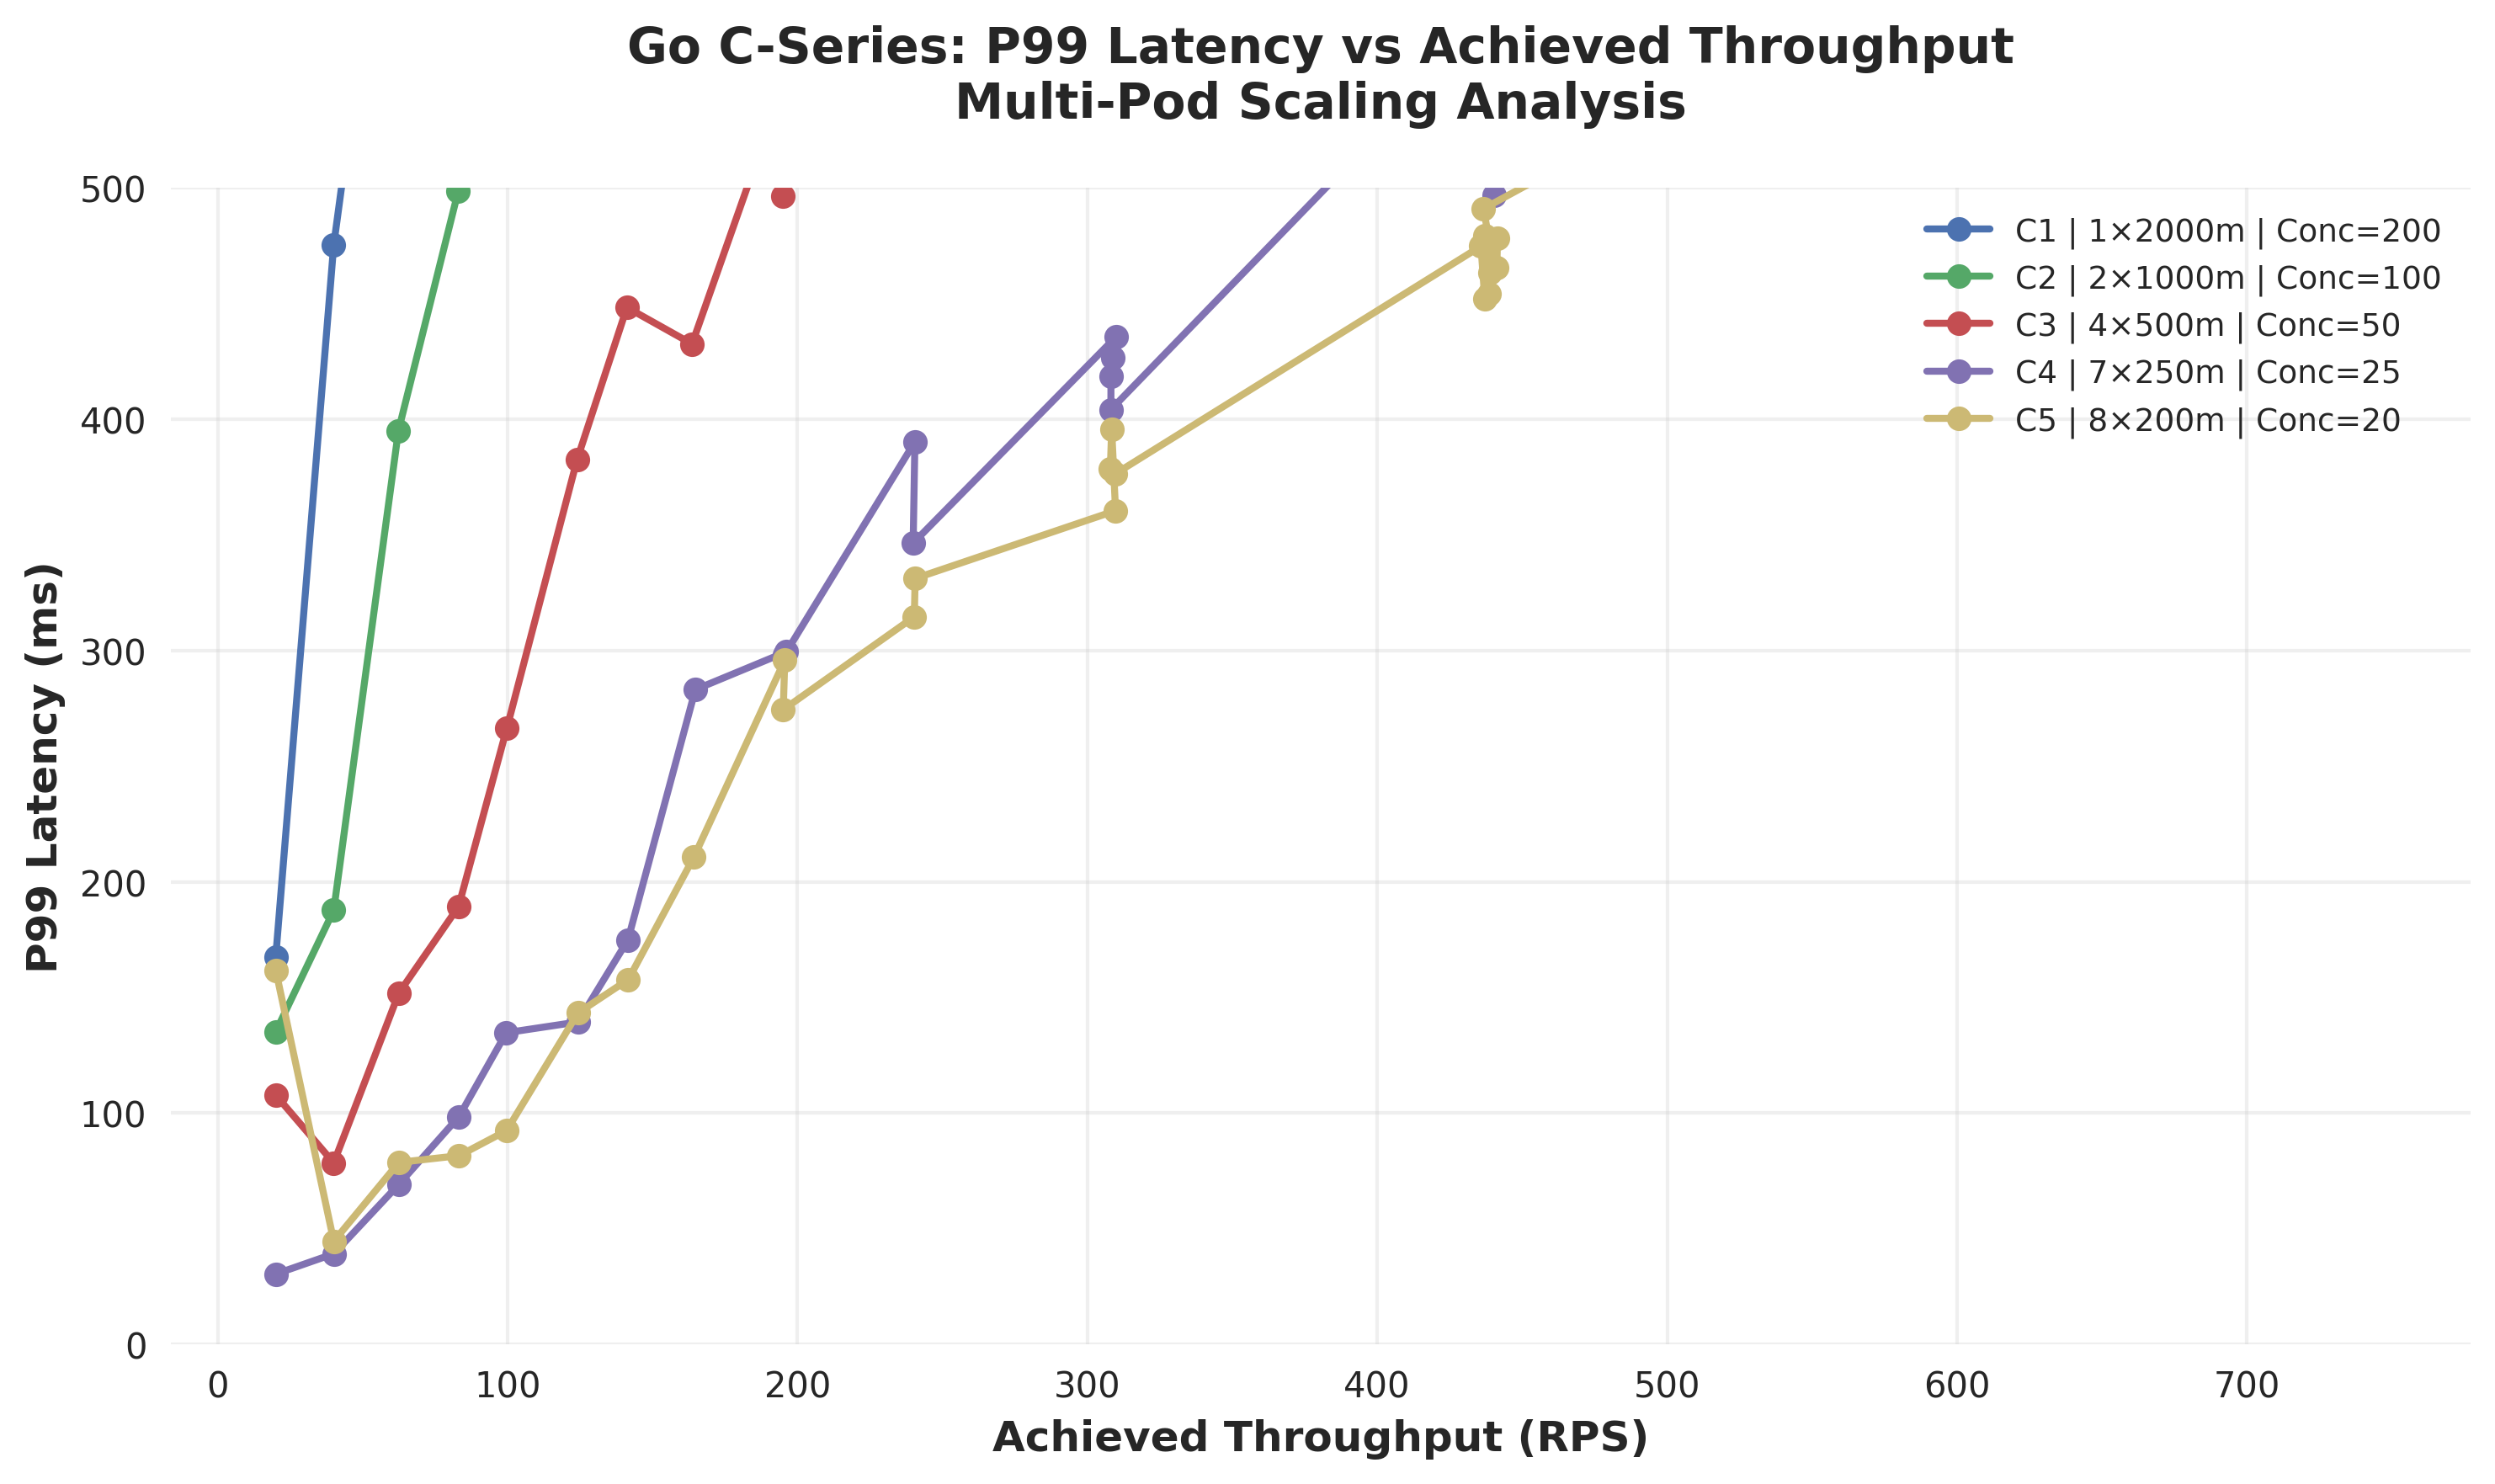 Go C-Series: P99 Latency vs Achieved Throughput
Multi-Pod Scaling Analysis
P99 Latency (ms)
500
400
300
200
100
0
C1 | 1×2000m | Conc=200
C2 | 2×1000m | Conc=100
C3 | 4×500m | Conc=50
C4 | 7×250m | Conc=25
C5 | 8×200m | Conc=20
0 100 200 300 400 500 600 700
Achieved Throughput (RPS)